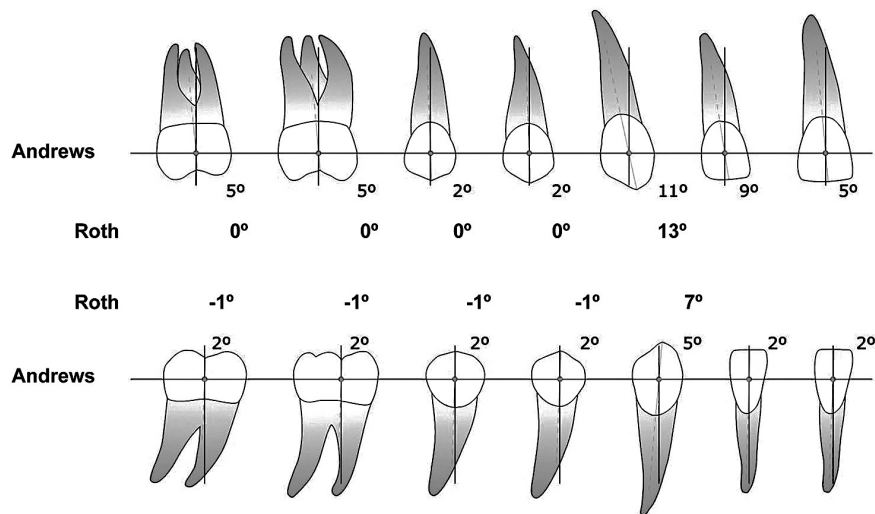 Andrews
5º 5º 2º 2º 11º 9º 5º
Roth 0º 0º 0º 0º 13º
Roth -1º -1º -1º -1º 7º
2º 2º 2º 2º 5º 2º 2º
Andrews